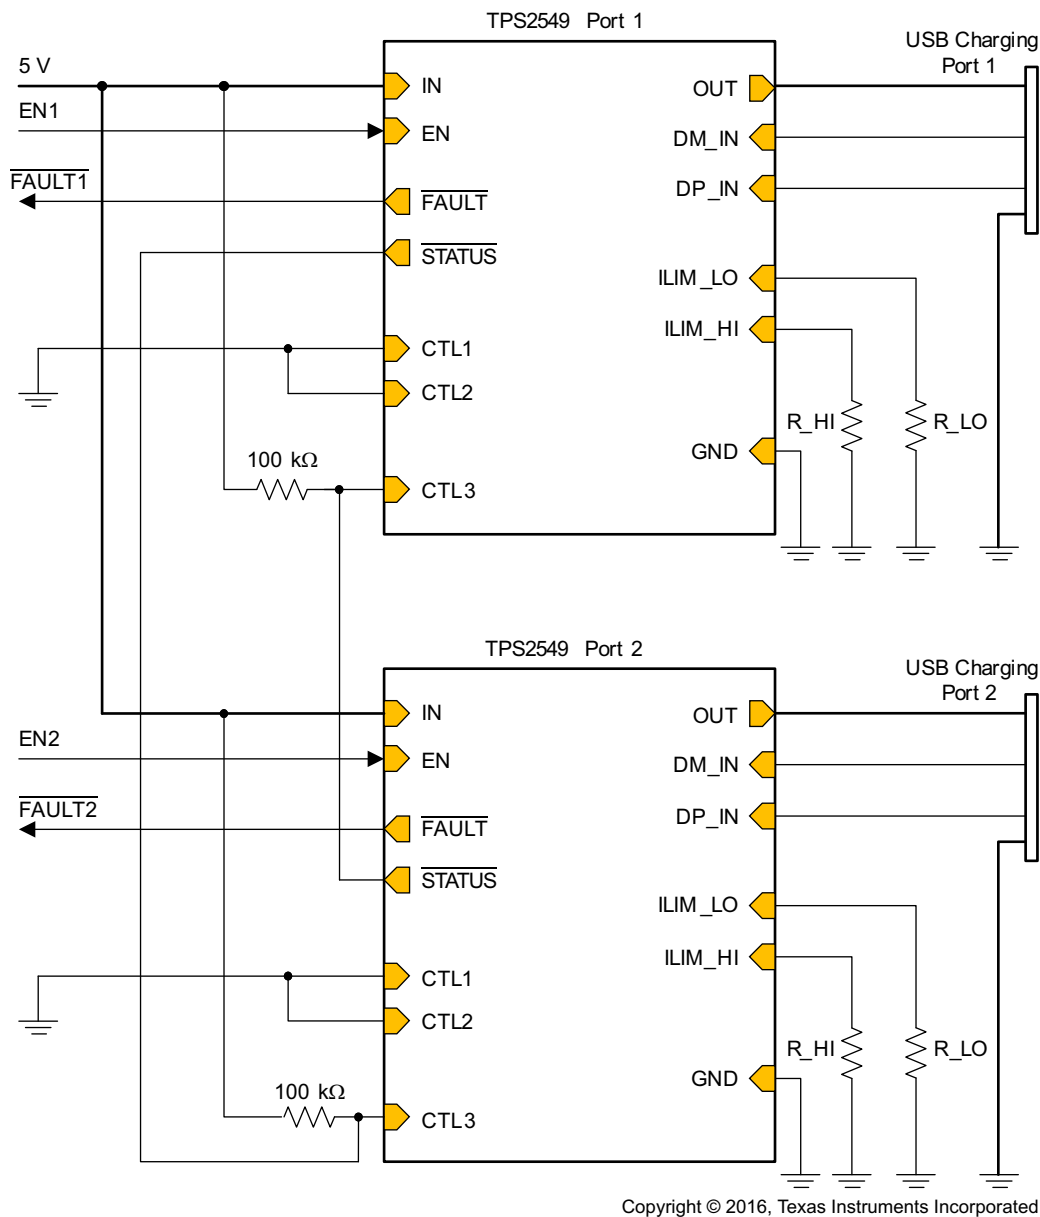 TPS2549 Port 1
USB Charging
Port 1
5 V
IN
OUT
EN1
EN
DM_IN
FAULT1
FAULT
DP_IN
STATUS
ILIM_LO
ILIM_HI
CTL1
CTL2
R_HI
R_LO
GND
100 kΩ
CTL3
TPS2549 Port 2
USB Charging
Port 2
IN
OUT
EN2
EN
DM_IN
FAULT2
FAULT
DP_IN
STATUS
ILIM_LO
ILIM_HI
CTL1
CTL2
R_HI
R_LO
GND
100 kΩ
CTL3
Copyright © 2016, Texas Instruments Incorporated